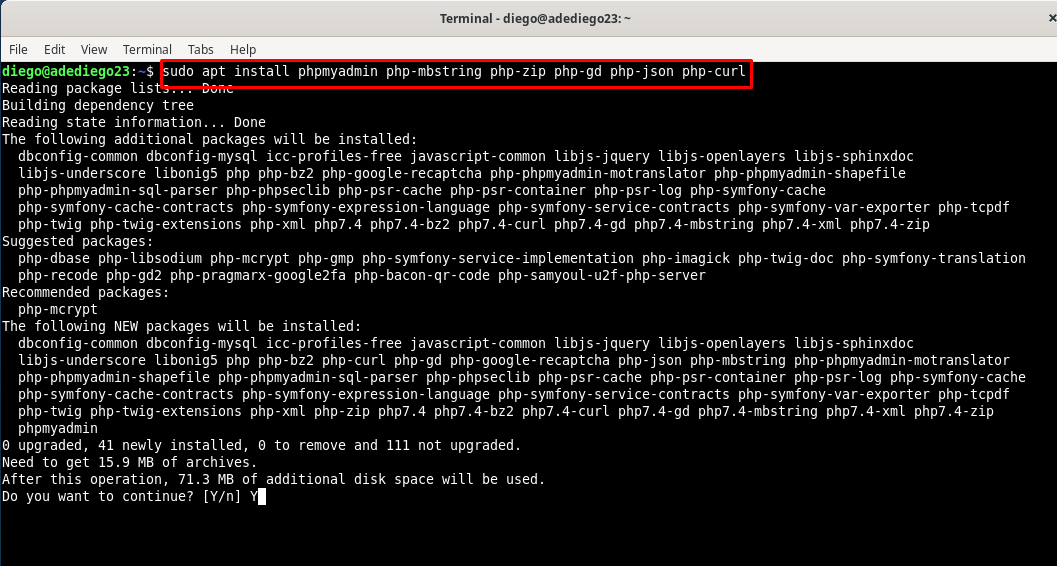 Terminal - diego@adediego23: ~
File Edit View Terminal Tabs Help
diego@adediego23:~$ sudo apt install phpmyadmin php-mbstring php-zip php-gd php-json php-curl
Reading package lists... Done
Building dependency tree
Reading state information... Done
The following additional packages will be installed:
dbconfig-common dbconfig-mysql icc-profiles-free javascript-common libjs-jquery libjs-openlayers libjs-sphinxdoc
libjs-underscore libonig5 php php-bz2 php-google-recaptcha php-phpmyadmin-motranslator php-phpmyadmin-shapefile
php-phpmyadmin-sql-parser php-phpseclib php-psr-cache php-psr-container php-psr-log php-symfony-cache
php-symfony-cache-contracts php-symfony-expression-language php-symfony-service-contracts php-symfony-var-exporter php-tcpdf
php-twig php-twig-extensions php-xml php7.4 php7.4-bz2 php7.4-curl php7.4-gd php7.4-mbstring php7.4-xml php7.4-zip
Suggested packages:
php-dbase php-libsodium php-mcrypt php-gmp php-symfony-service-implementation php-imagick php-twig-doc php-symfony-translation
php-recode php-gd2 php-pragmarx-google2fa php-bacon-qr-code php-samyoul-u2f-php-server
Recommended packages:
php-mcrypt
The following NEW packages will be installed:
dbconfig-common dbconfig-mysql icc-profiles-free javascript-common libjs-jquery libjs-openlayers libjs-sphinxdoc
libjs-underscore libonig5 php php-bz2 php-curl php-gd php-google-recaptcha php-json php-mbstring php-phpmyadmin-motranslator
php-phpmyadmin-shapefile php-phpmyadmin-sql-parser php-phpseclib php-psr-cache php-psr-container php-psr-log php-symfony-cache
php-symfony-cache-contracts php-symfony-expression-language php-symfony-service-contracts php-symfony-var-exporter php-tcpdf
php-twig php-twig-extensions php-xml php-zip php7.4 php7.4-bz2 php7.4-curl php7.4-gd php7.4-mbstring php7.4-xml php7.4-zip
phpmyadmin
0 upgraded, 41 newly installed, 0 to remove and 111 not upgraded.
Need to get 15.9 MB of archives.
After this operation, 71.3 MB of additional disk space will be used.
Do you want to continue? [Y/n] Y